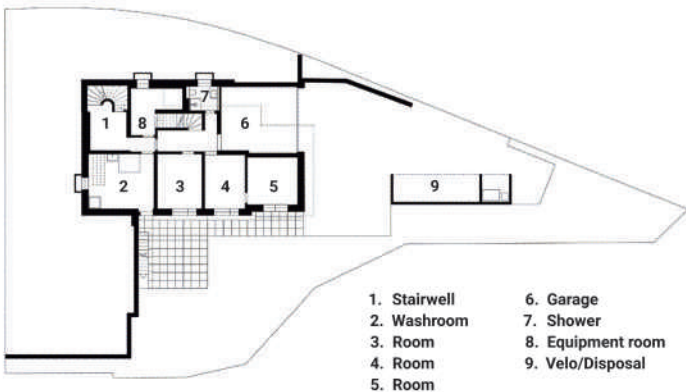 7
1
8
6
2
3
4
5
9
1. Stairwell
2. Washroom
3. Room
4. Room
5. Room
6. Garage
7. Shower
8. Equipment room
9. Velo/Disposal